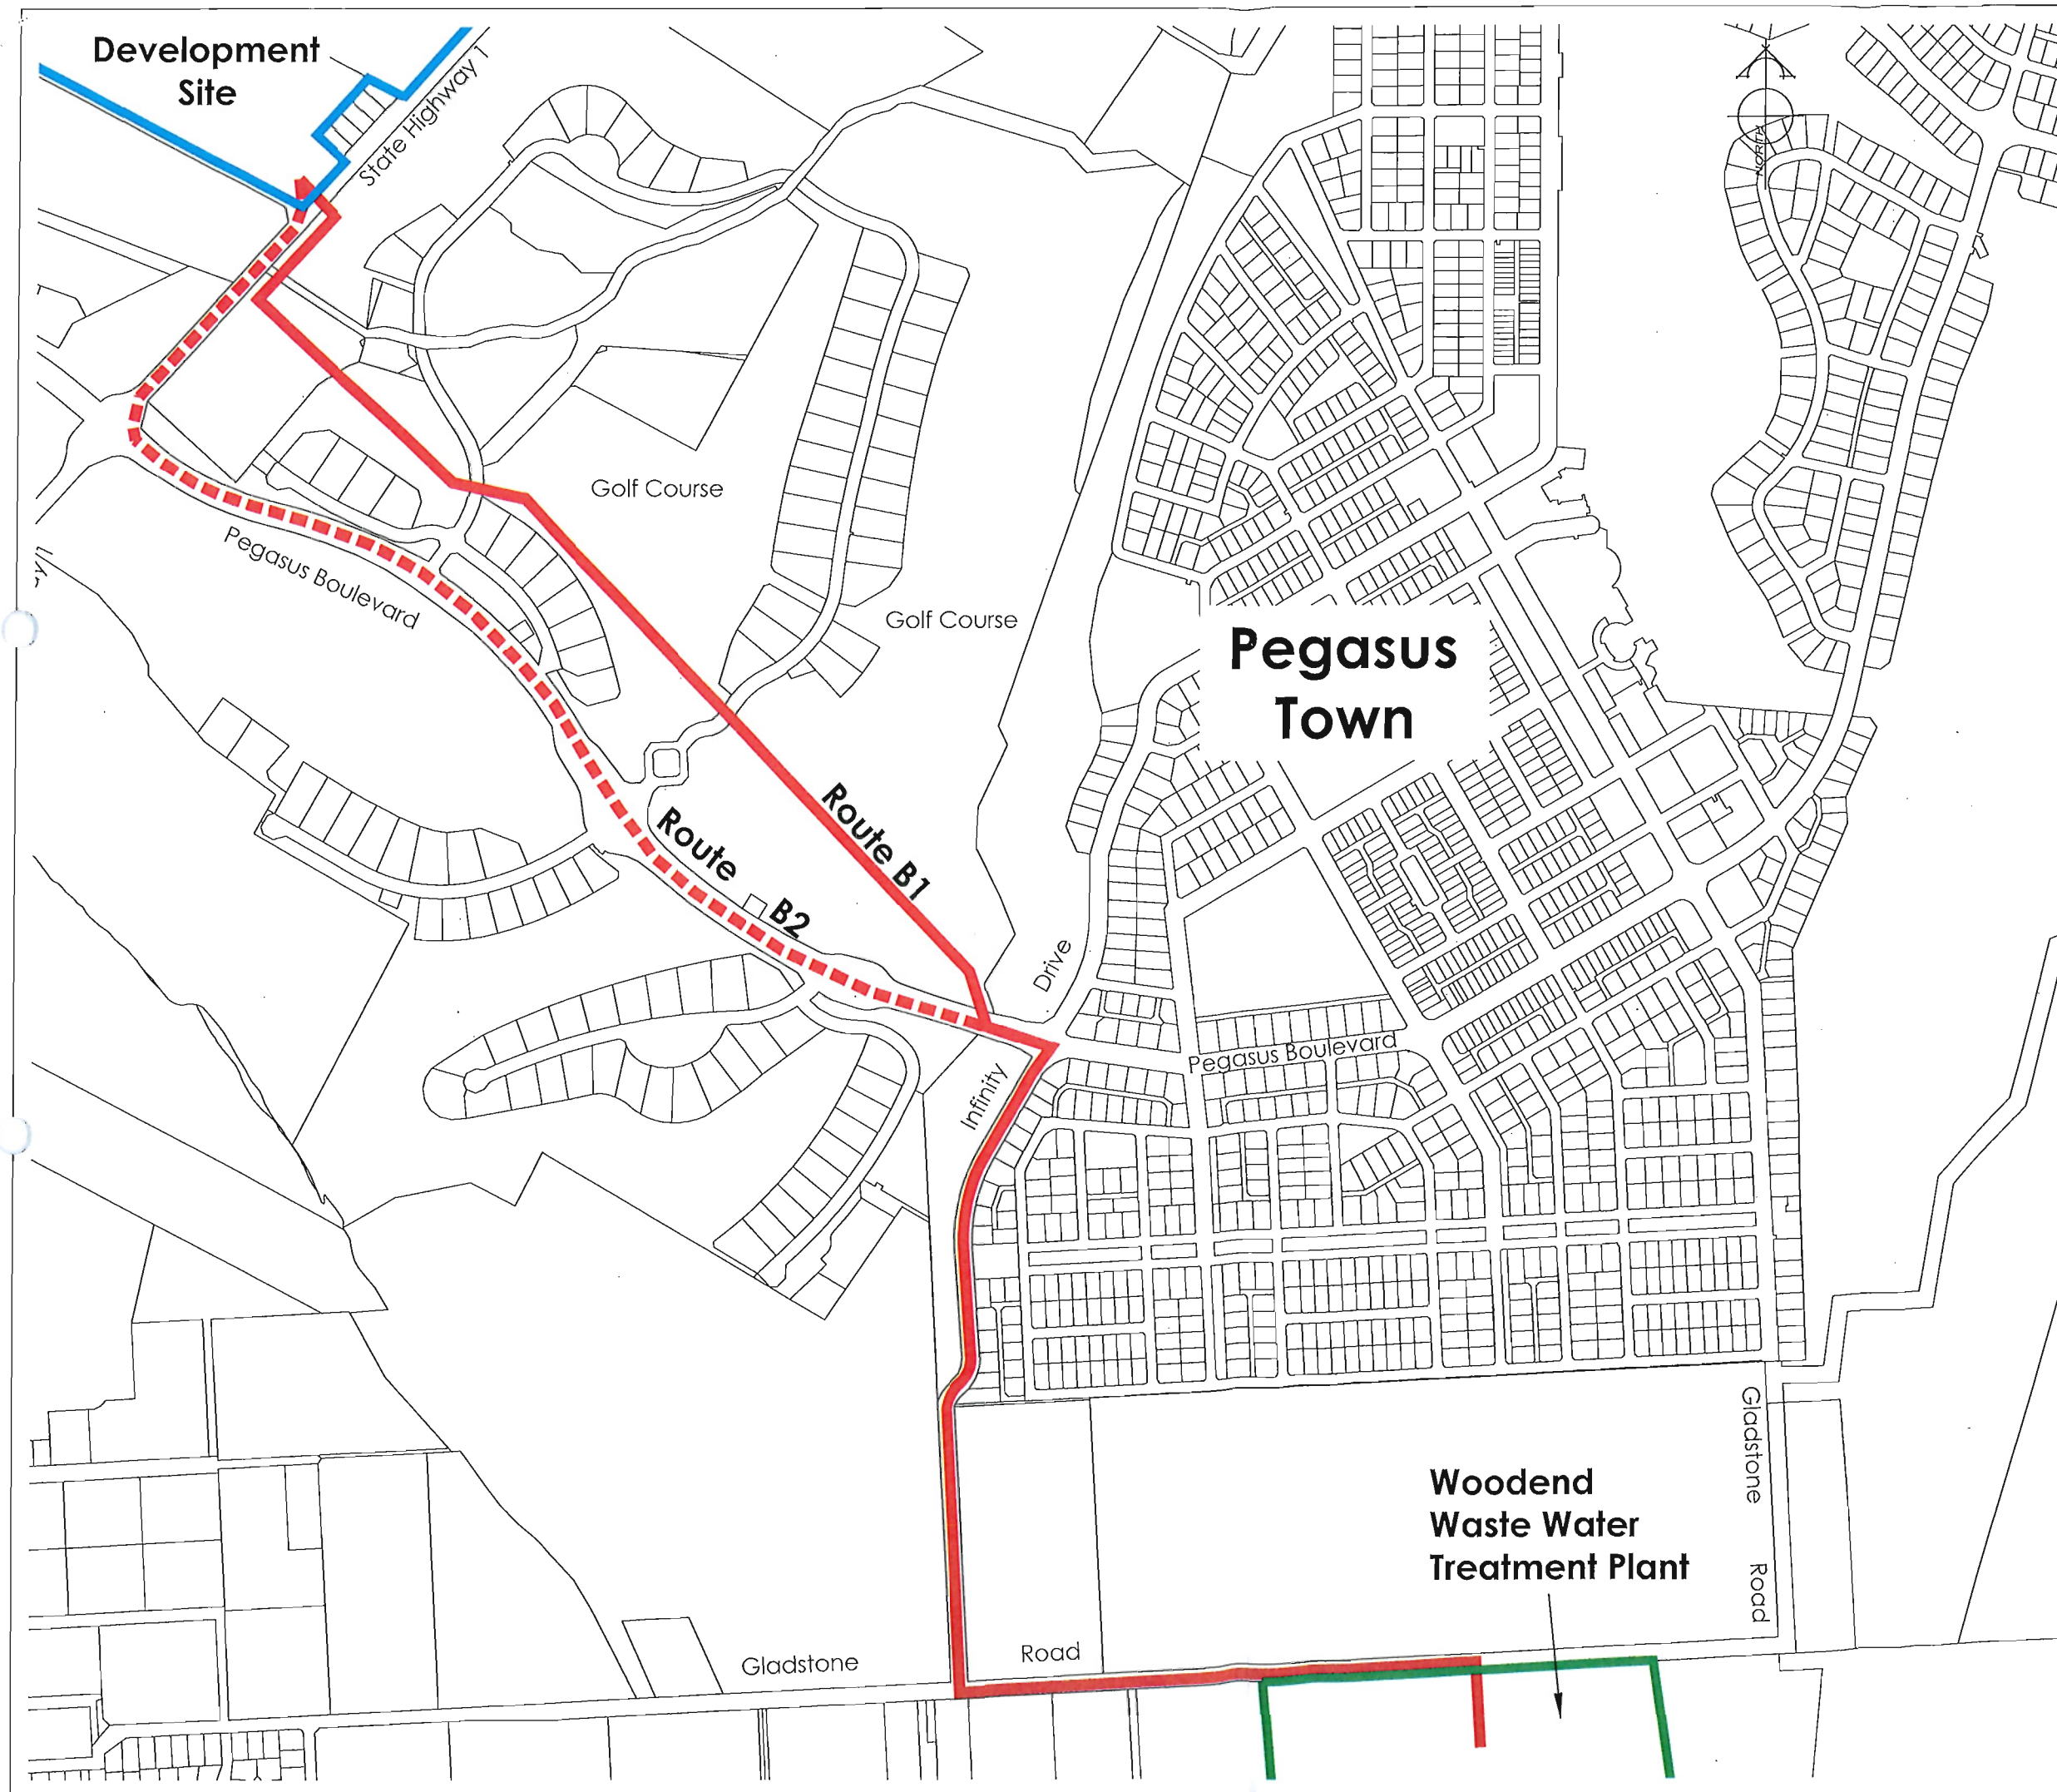 Development
Site
State Highway 1
NORTH
Golf Course
Pegasus Boulevard
Golf Course
Pegasus
Town
Route B1
Route B2
Drive
Pegasus Boulevard
Infinity
Gladstone
Road
Woodend
Waste Water
Treatment Plant
Gladstone
Road